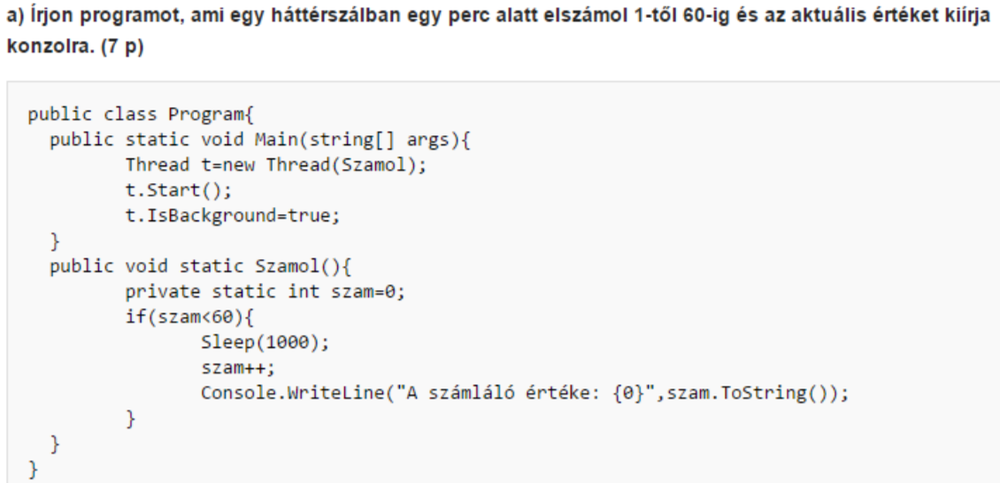 a) Írjon programot, ami egy háttérszálban egy perc alatt elszámol 1-től 60-ig és az aktuális értéket kiírja
konzolra. (7 p)
public class Program{
  public static void Main(string[] args){
         Thread t=new Thread(Szamol);
         t.Start();
         t.IsBackground=true;
  }
  public void static Szamol(){
         private static int szam=0;
         if(szam<60){
                Sleep(1000);
                szam++;
                Console.WriteLine("A számláló értéke: {0}",szam.ToString());
         }
  }
}